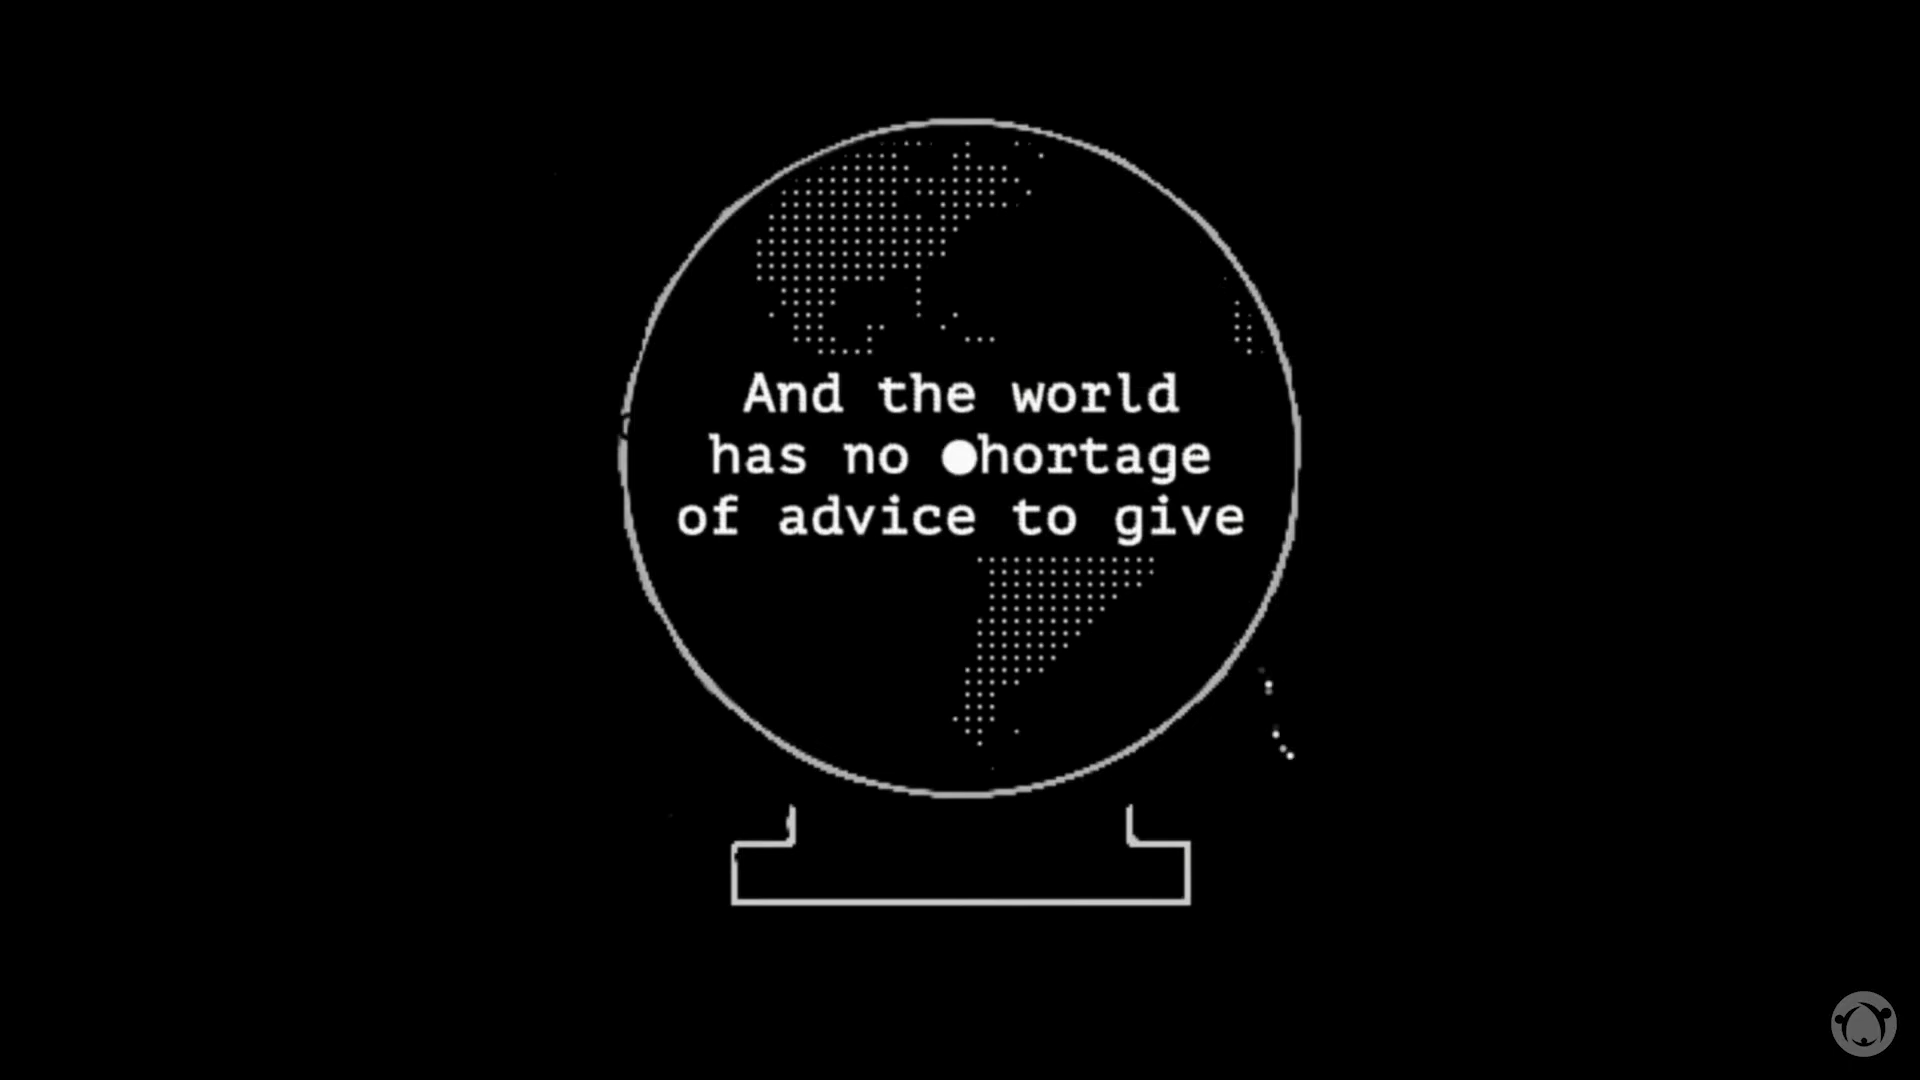 And the world
has no ●hortage
of advice to give